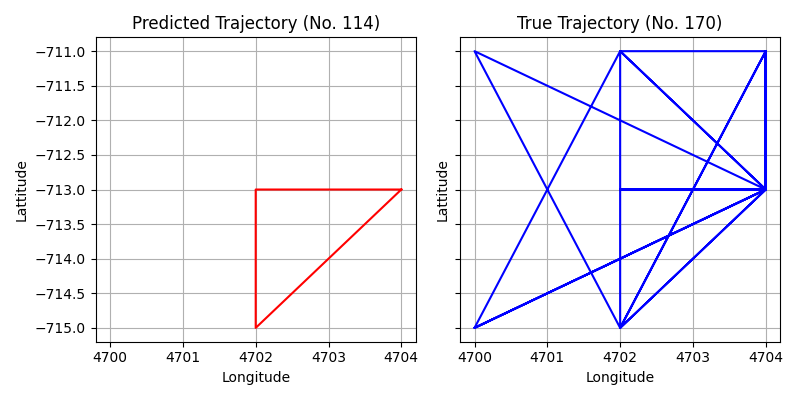 Predicted Trajectory (No. 114)
True Trajectory (No. 170)
Lattitude
−711.0
−711.5
−712.0
−712.5
−713.0
−713.5
−714.0
−714.5
−715.0
4700 4701 4702 4703 4704
Longitude
Lattitude
4700 4701 4702 4703 4704
Longitude